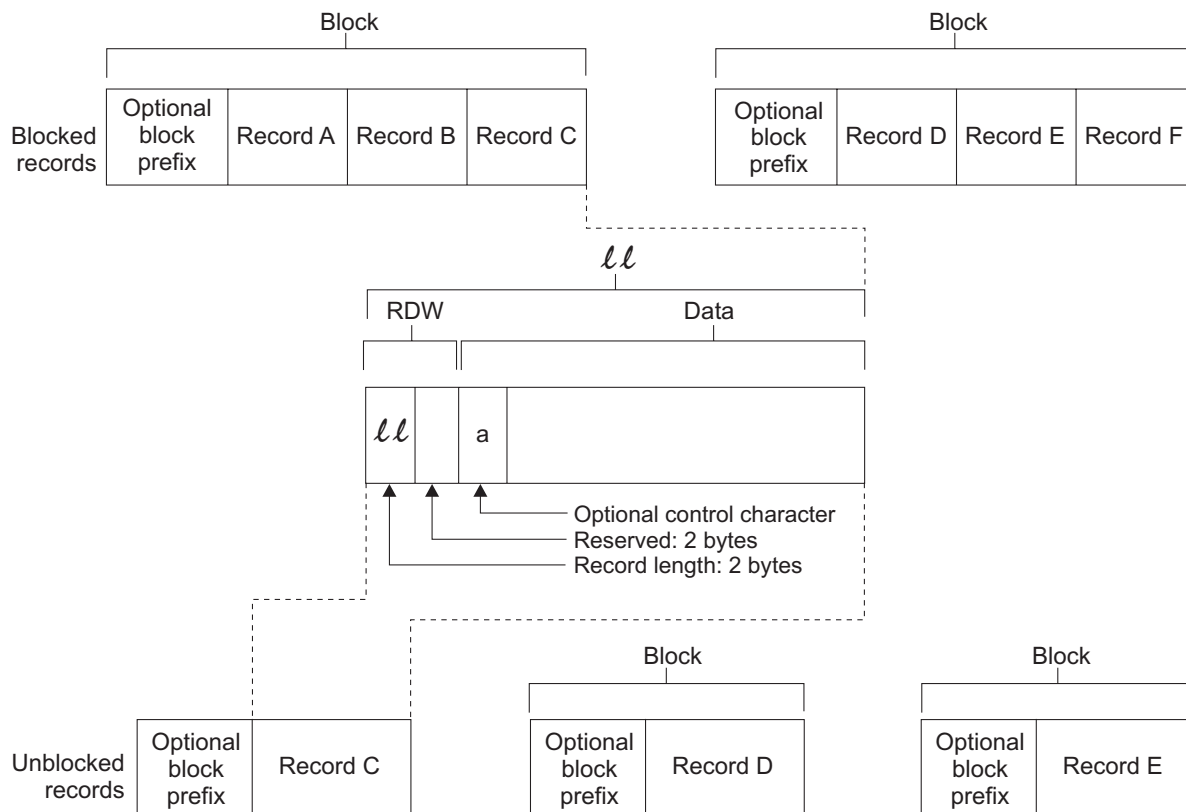 Block
Block
Blocked
records
Optional
block
prefix
Record A
Record B
Record C
Optional
block
prefix
Record D
Record E
Record F
ℓℓ
RDW
Data
ℓℓ
a
Optional control character
Reserved: 2 bytes
Record length: 2 bytes
Block
Block
Unblocked
records
Optional
block
prefix
Record C
Optional
block
prefix
Record D
Optional
block
prefix
Record E